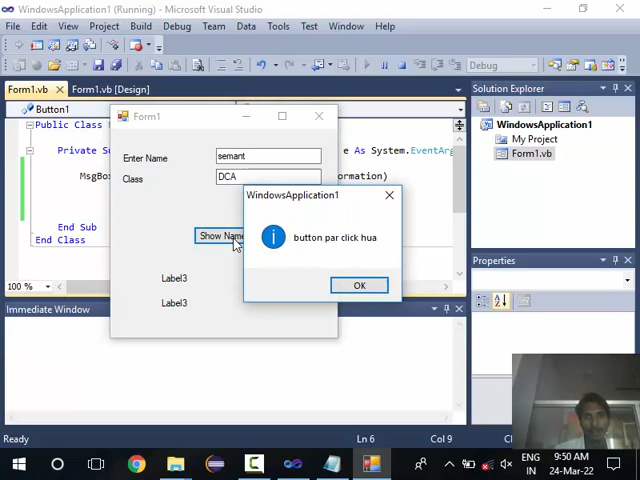 WindowsApplication1 (Running) - Microsoft Visual Studio
File Edit View Project Build Debug Team Data Tools Test Window Help
Debug
Form1.vb Form1.vb [Design]
Button1
Public Class
Private Su
e As System.EventArg
MsgBo
ormation)
End Sub
End Class
100 %
Form1
Enter Name semant
Class DCA
Show Name
Label3
Label3
WindowsApplication1
button par click hua
OK
Solution Explorer
WindowsApplication1
My Project
Form1.vb
Properties
Immediate Window
Ln 6 Col 9
ENG
IN
9:50 AM
24-Mar-22